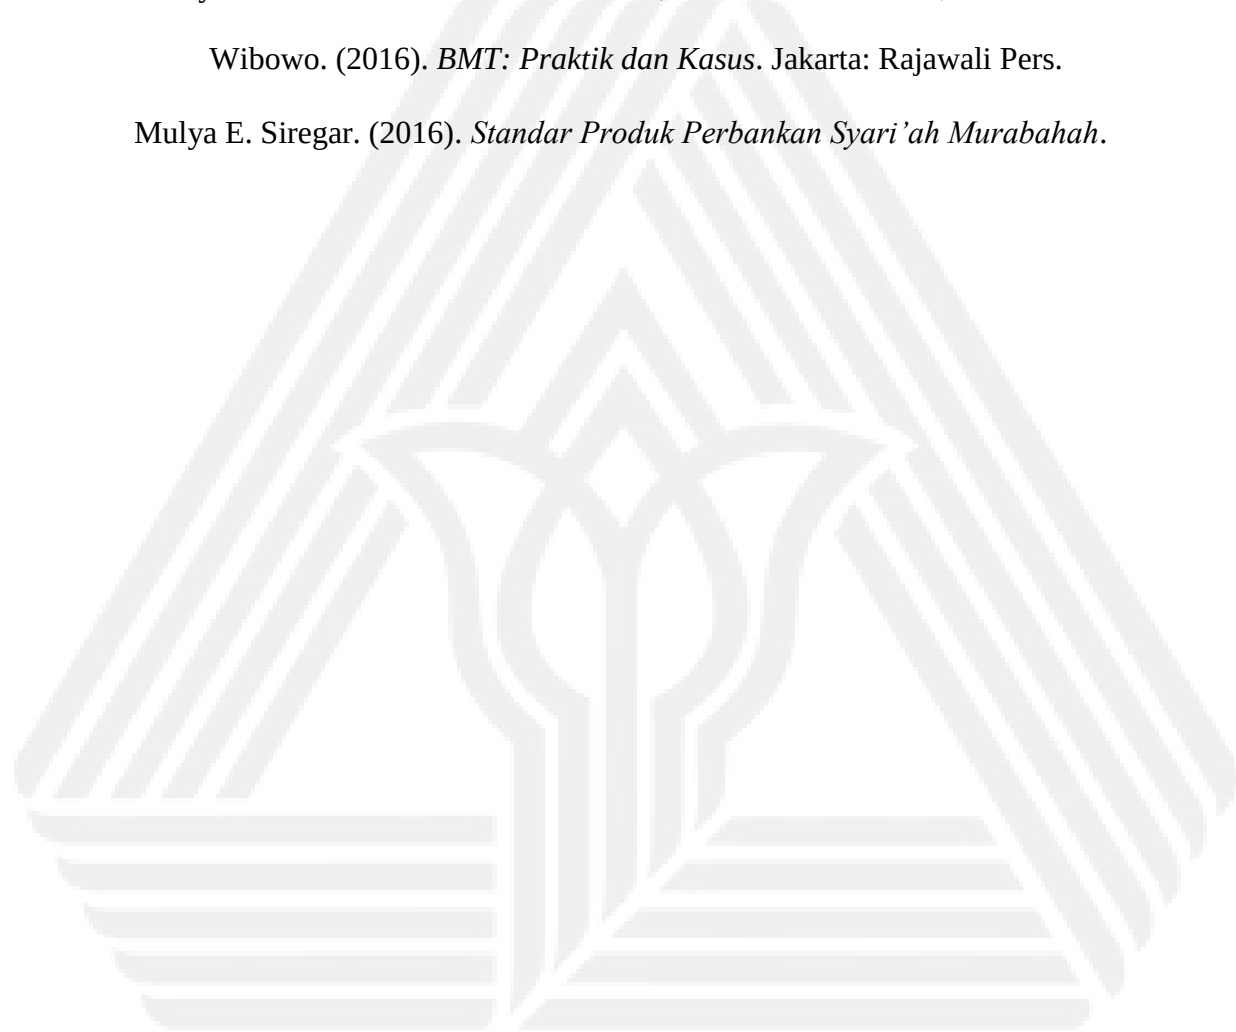 Wibowo. (2016). BMT: Praktik dan Kasus. Jakarta: Rajawali Pers.
Mulya E. Siregar. (2016). Standar Produk Perbankan Syari’ah Murabahah.